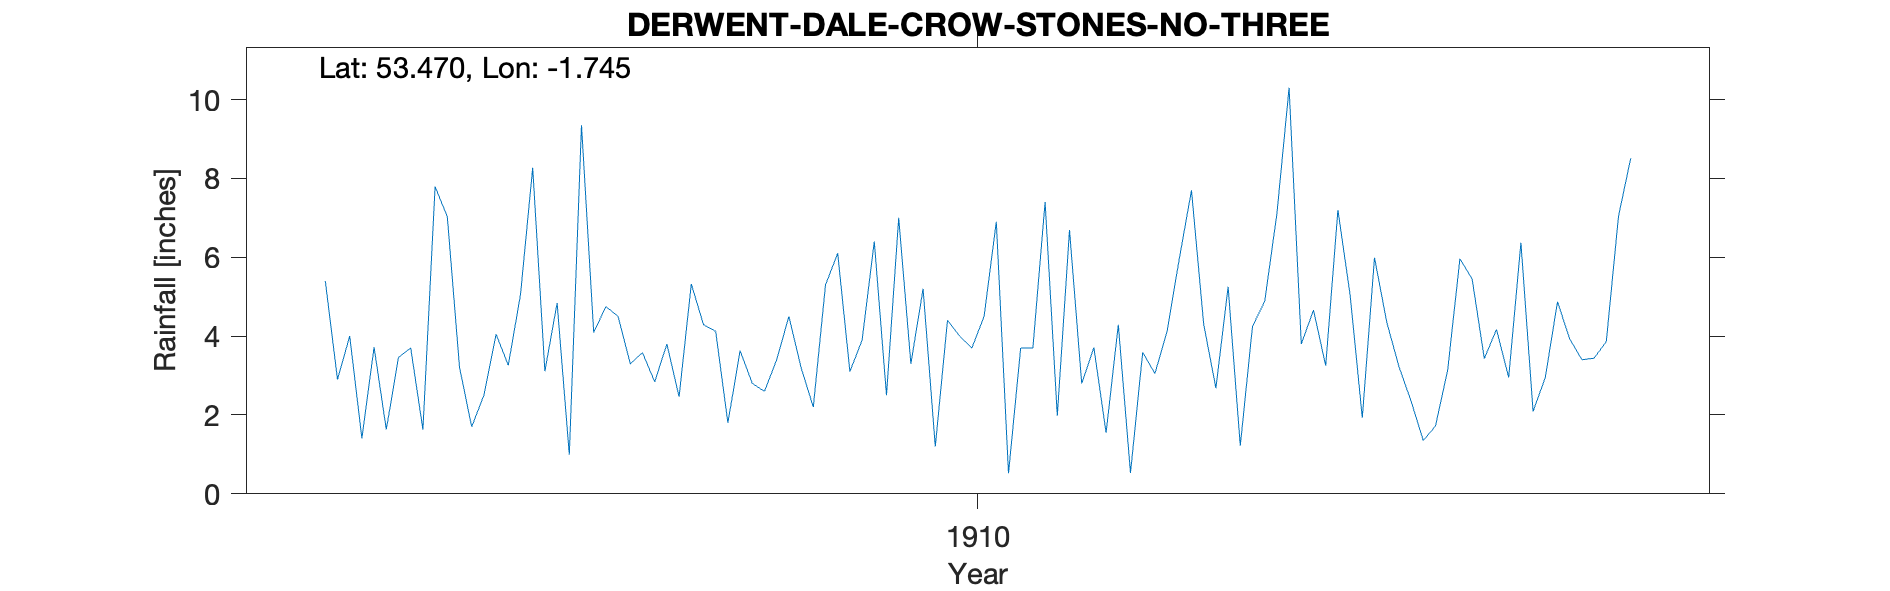 DERWENT-DALE-CROW-STONES-NO-THREE
Lat: 53.470, Lon: -1.745
10
8
6
4
2
0
Rainfall [inches]
1910
Year